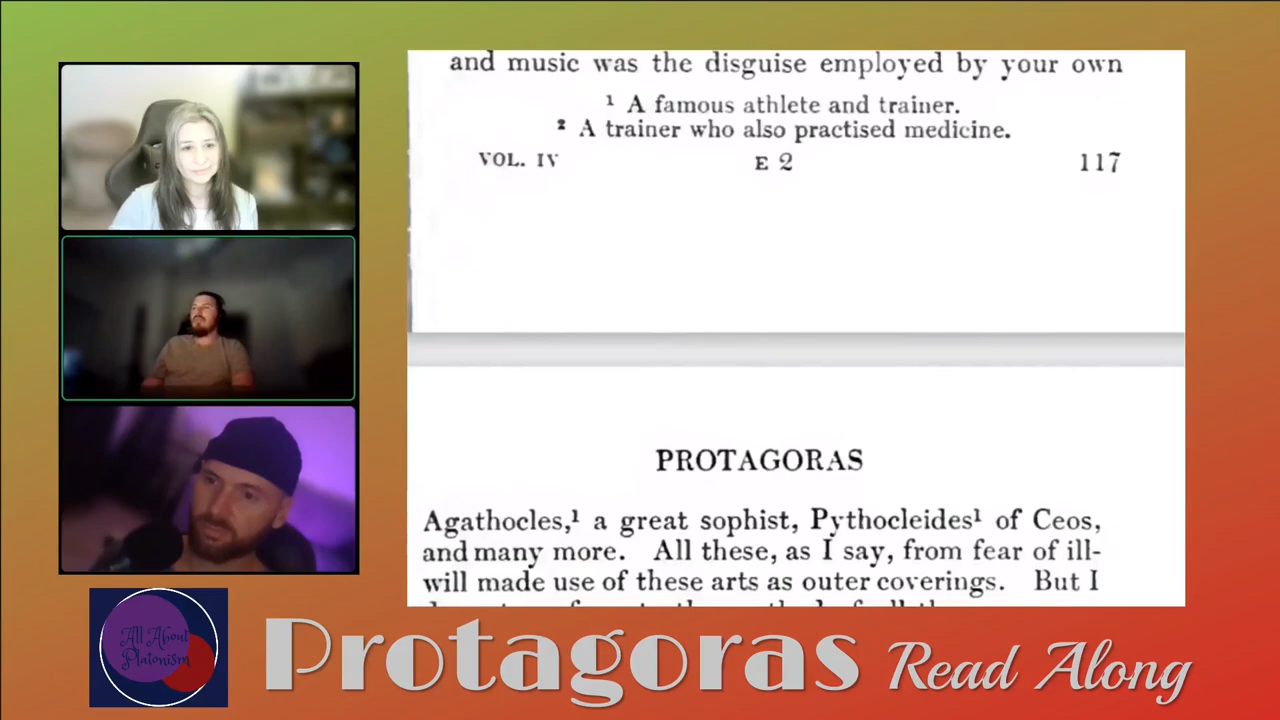 and music was the disguise employed by your own
¹ A famous athlete and trainer.
² A trainer who also practised medicine.
VOL. IV E 2 117
PROTAGORAS
Agathocles,¹ a great sophist, Pythocleides¹ of Ceos,
and many more. All these, as I say, from fear of ill-
will made use of these arts as outer coverings. But I
All About
Platonism
Protagoras Read Along